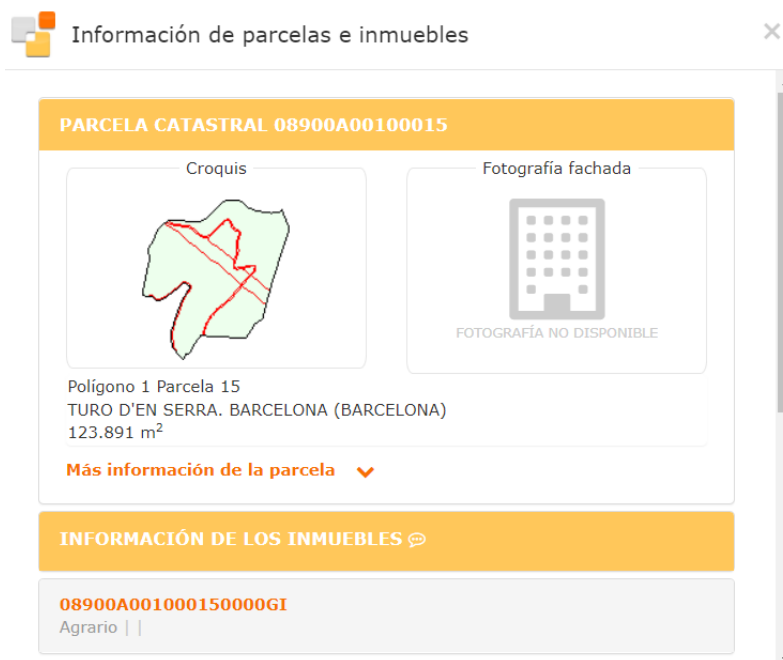 Información de parcelas e inmuebles
PARCELA CATASTRAL 08900A00100015
Croquis
Fotografía fachada
FOTOGRAFÍA NO DISPONIBLE
Polígono 1 Parcela 15
TURO D'EN SERRA. BARCELONA (BARCELONA)
123.891 m²
Más información de la parcela
INFORMACIÓN DE LOS INMUEBLES
08900A001000150000GI
Agrario | |